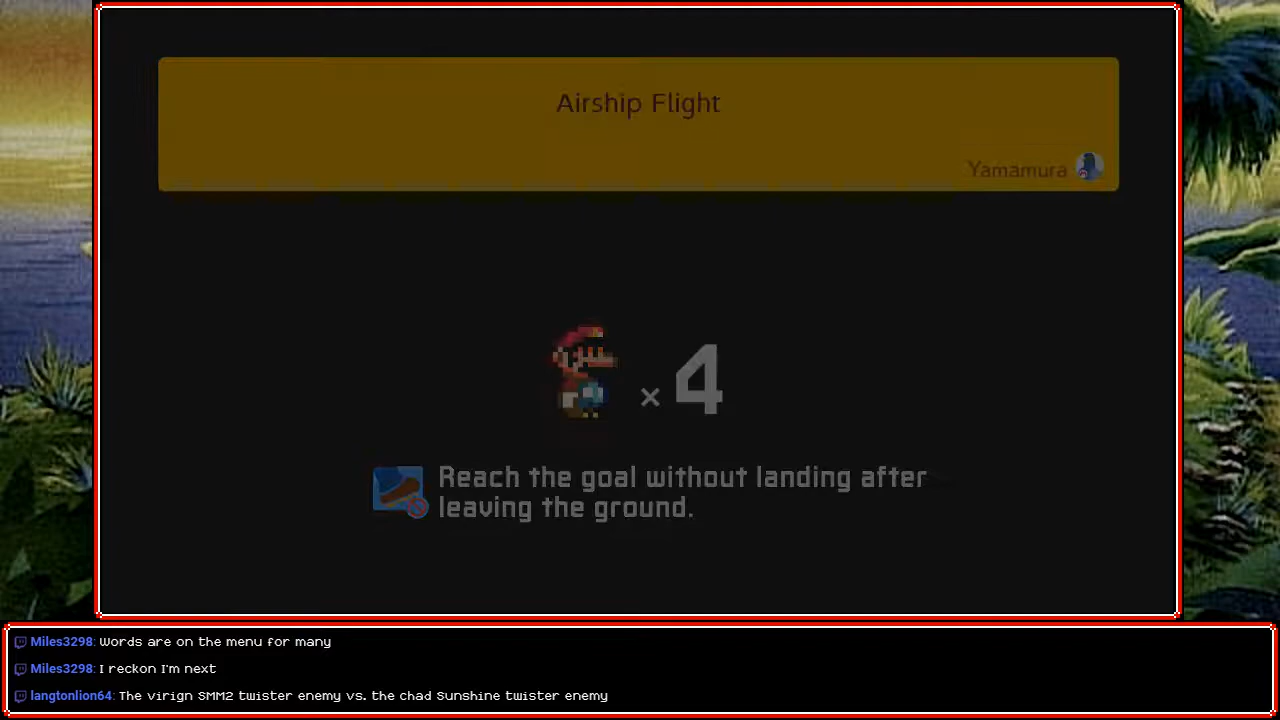 Airship Flight
Yamamura
× 4
Reach the goal without landing after
leaving the ground.
Miles3298: Words are on the menu for many
Miles3298: I reckon I'm next
langtonlion64: The virign SMM2 twister enemy vs. the chad Sunshine twister enemy